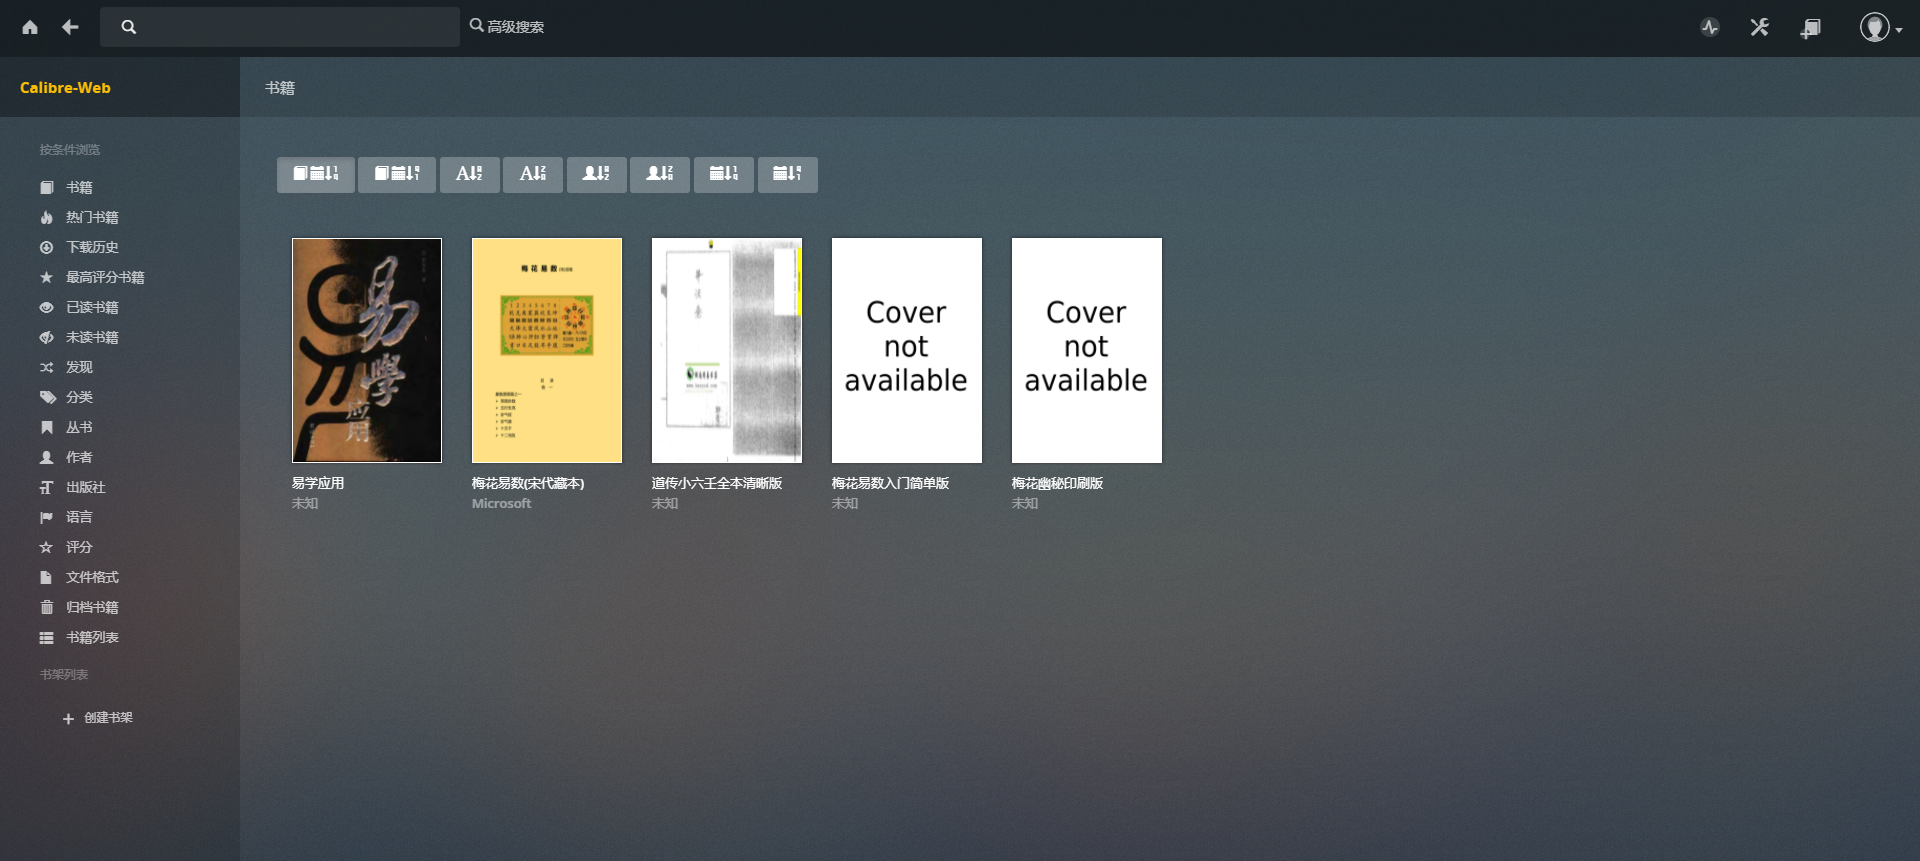 高级搜索
Calibre-Web
书籍
按条件浏览
书籍
热门书籍
下载历史
最高评分书籍
已读书籍
未读书籍
发现
分类
丛书
作者
出版社
语言
评分
文件格式
归档书籍
书籍列表
书架列表
创建书架
易學
应用
易学应用
未知
梅花易数
梅花易数(宋代藏本)
Microsoft
道传小六壬全本清晰版
未知
Cover
not
available
梅花易数入门简单版
未知
Cover
not
available
梅花幽秘印刷版
未知